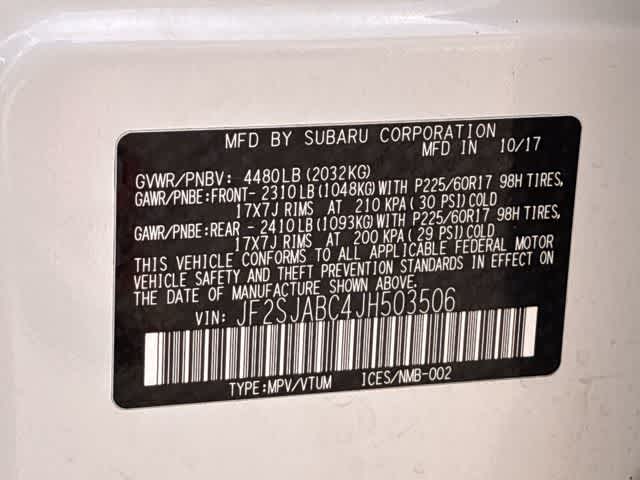 MFD BY SUBARU CORPORATION
MFD IN 10/17
GVWR/PNBV: 4480LB(2032KG)
GAWR/PNBE:FRONT- 2310LB(1048KG)WITH P225/60R17 98H TIRES,
17X7J RIMS AT 210 KPA( 30 PSI)COLD
GAWR/PNBE:REAR - 2410LB(1093KG)WITH P225/60R17 98H TIRES,
17X7J RIMS AT 200 KPA( 29 PSI)COLD
THIS VEHICLE CONFORMS TO ALL APPLICABLE FEDERAL MOTOR
VEHICLE SAFETY AND THEFT PREVENTION STANDARDS IN EFFECT ON
THE DATE OF MANUFACTURE SHOWN ABOVE.
VIN: JF2SJABC4JH503506
TYPE:MPV/VTUM ICES/NMB-002